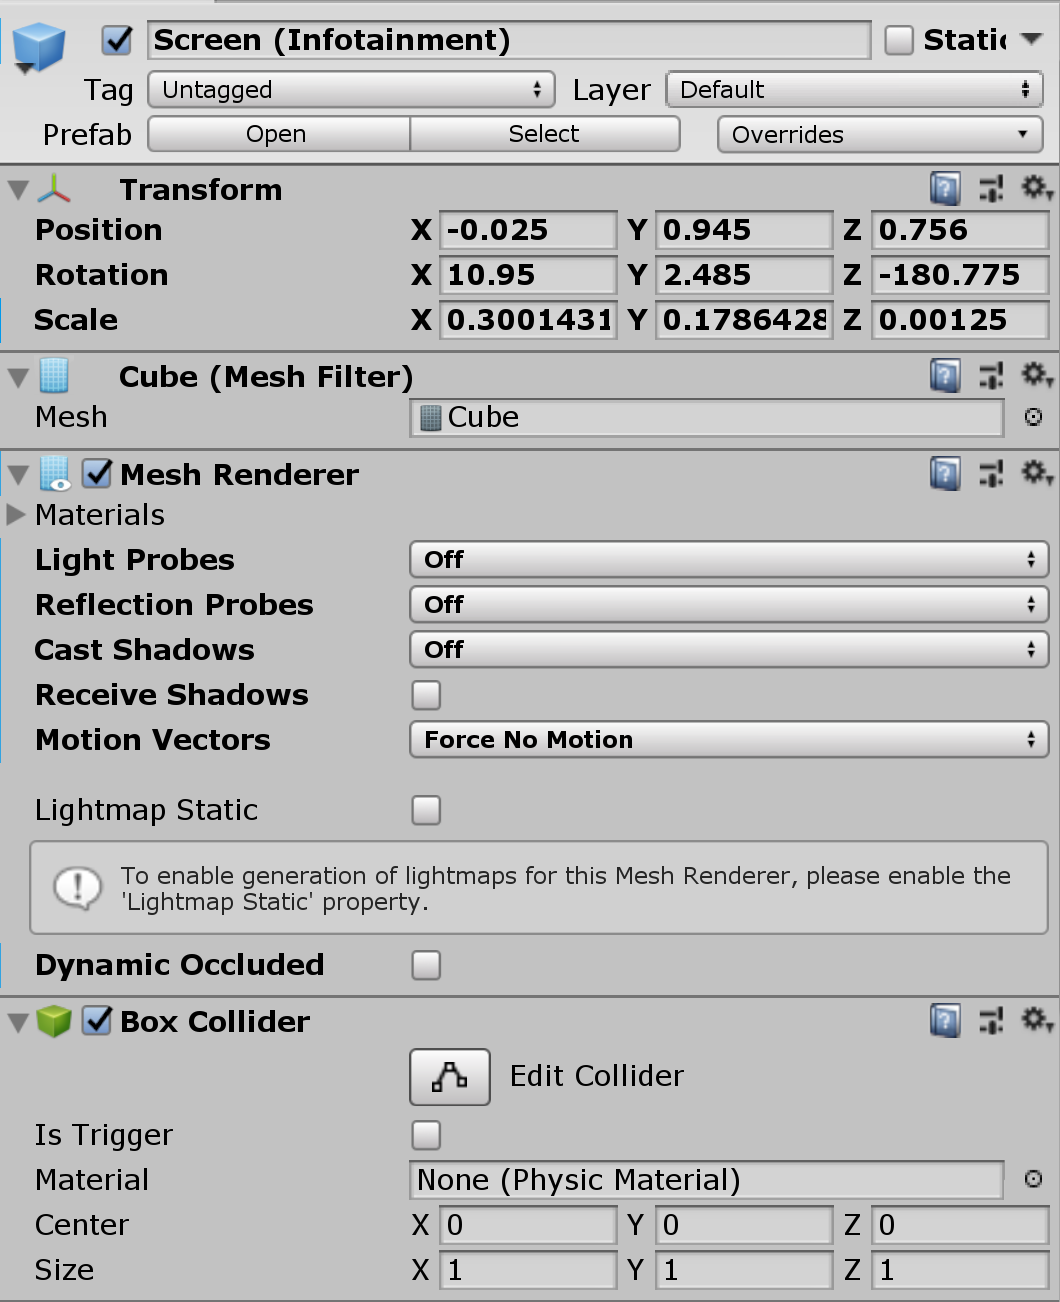 Screen (Infotainment) Static
Tag Untagged Layer Default
Prefab Open Select Overrides
Transform
Position X -0.025 Y 0.945 Z 0.756
Rotation X 10.95 Y 2.485 Z -180.775
Scale X 0.3001431 Y 0.1786428 Z 0.00125
Cube (Mesh Filter)
Mesh Cube
Mesh Renderer
Materials
Light Probes Off
Reflection Probes Off
Cast Shadows Off
Receive Shadows
Motion Vectors Force No Motion
Lightmap Static
To enable generation of lightmaps for this Mesh Renderer, please enable the
'Lightmap Static' property.
Dynamic Occluded
Box Collider
Edit Collider
Is Trigger
Material None (Physic Material)
Center X 0 Y 0 Z 0
Size X 1 Y 1 Z 1